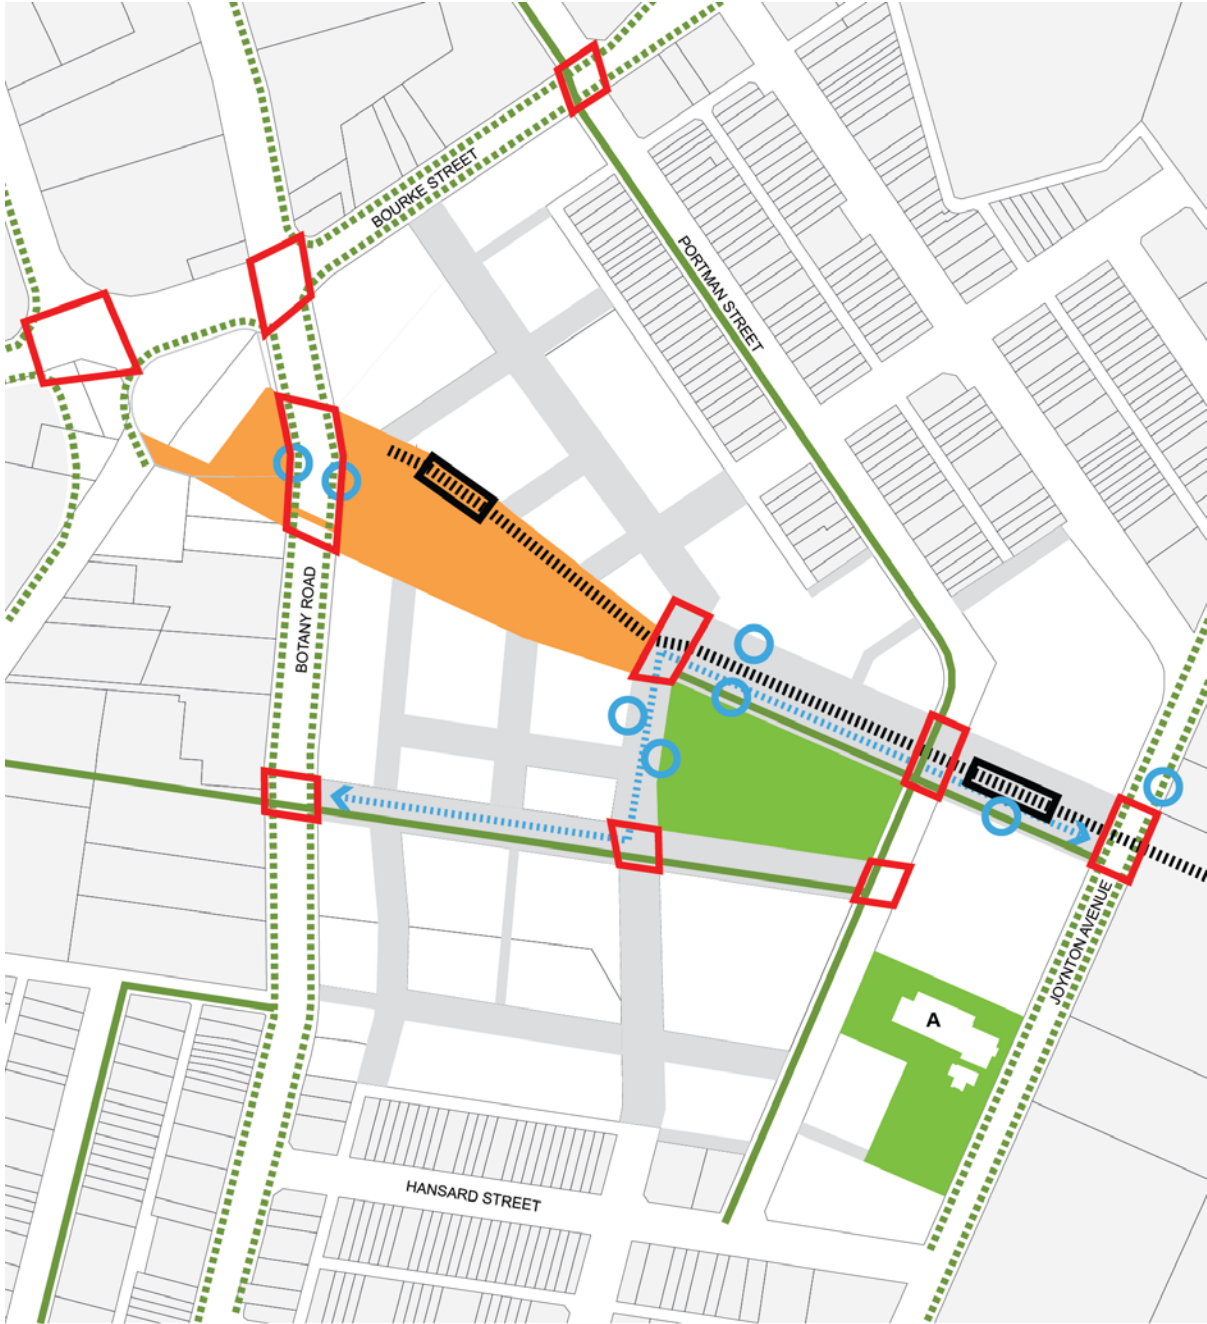 BOURKE STREET
PORTMAN STREET
BOTANY ROAD
JOYNTON AVENUE
A
HANSARD STREET